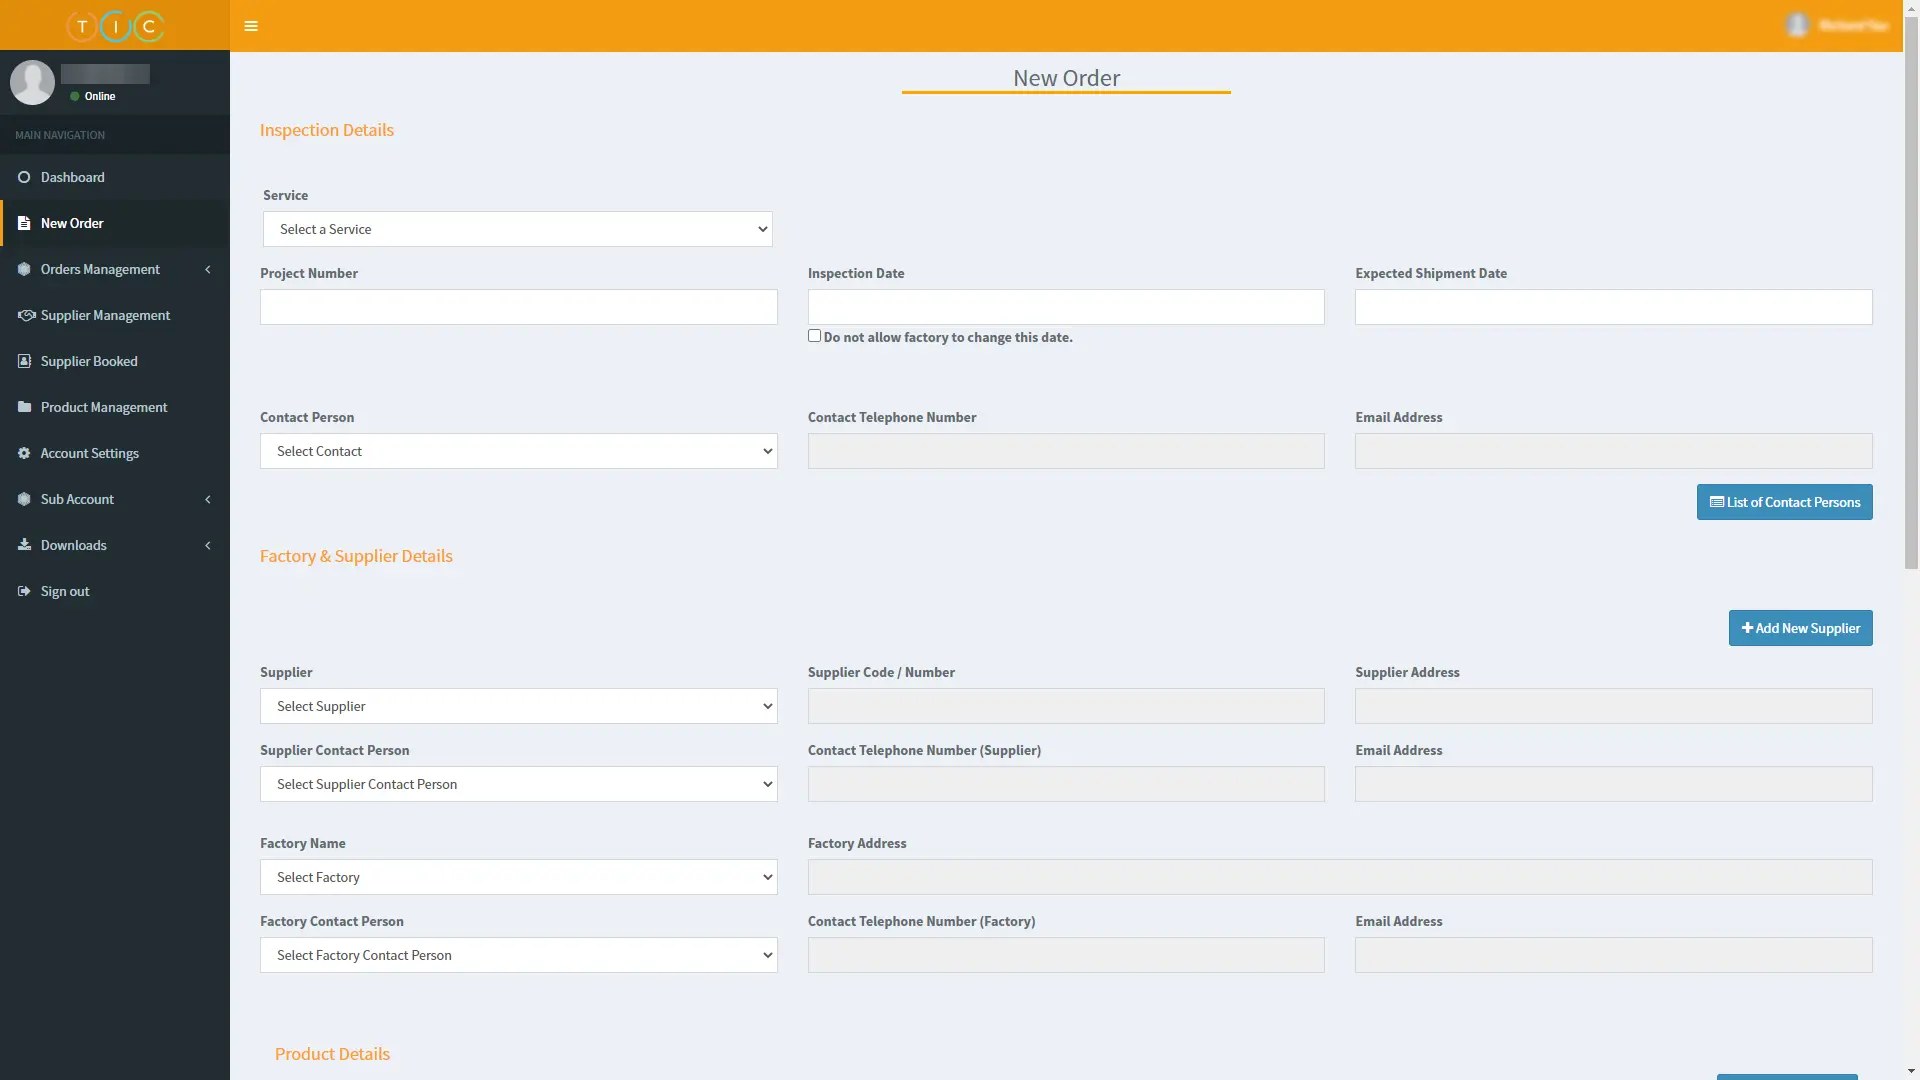 TIC
Online
MAIN NAVIGATION
Dashboard
New Order
Orders Management
Supplier Management
Supplier Booked
Product Management
Account Settings
Sub Account
Downloads
Sign out
New Order
Inspection Details
Service
Select a Service
Project Number
Inspection Date
Expected Shipment Date
Do not allow factory to change this date.
Contact Person
Contact Telephone Number
Email Address
Select Contact
List of Contact Persons
Factory & Supplier Details
Add New Supplier
Supplier
Supplier Code / Number
Supplier Address
Select Supplier
Supplier Contact Person
Contact Telephone Number (Supplier)
Email Address
Select Supplier Contact Person
Factory Name
Factory Address
Select Factory
Factory Contact Person
Contact Telephone Number (Factory)
Email Address
Select Factory Contact Person
Product Details